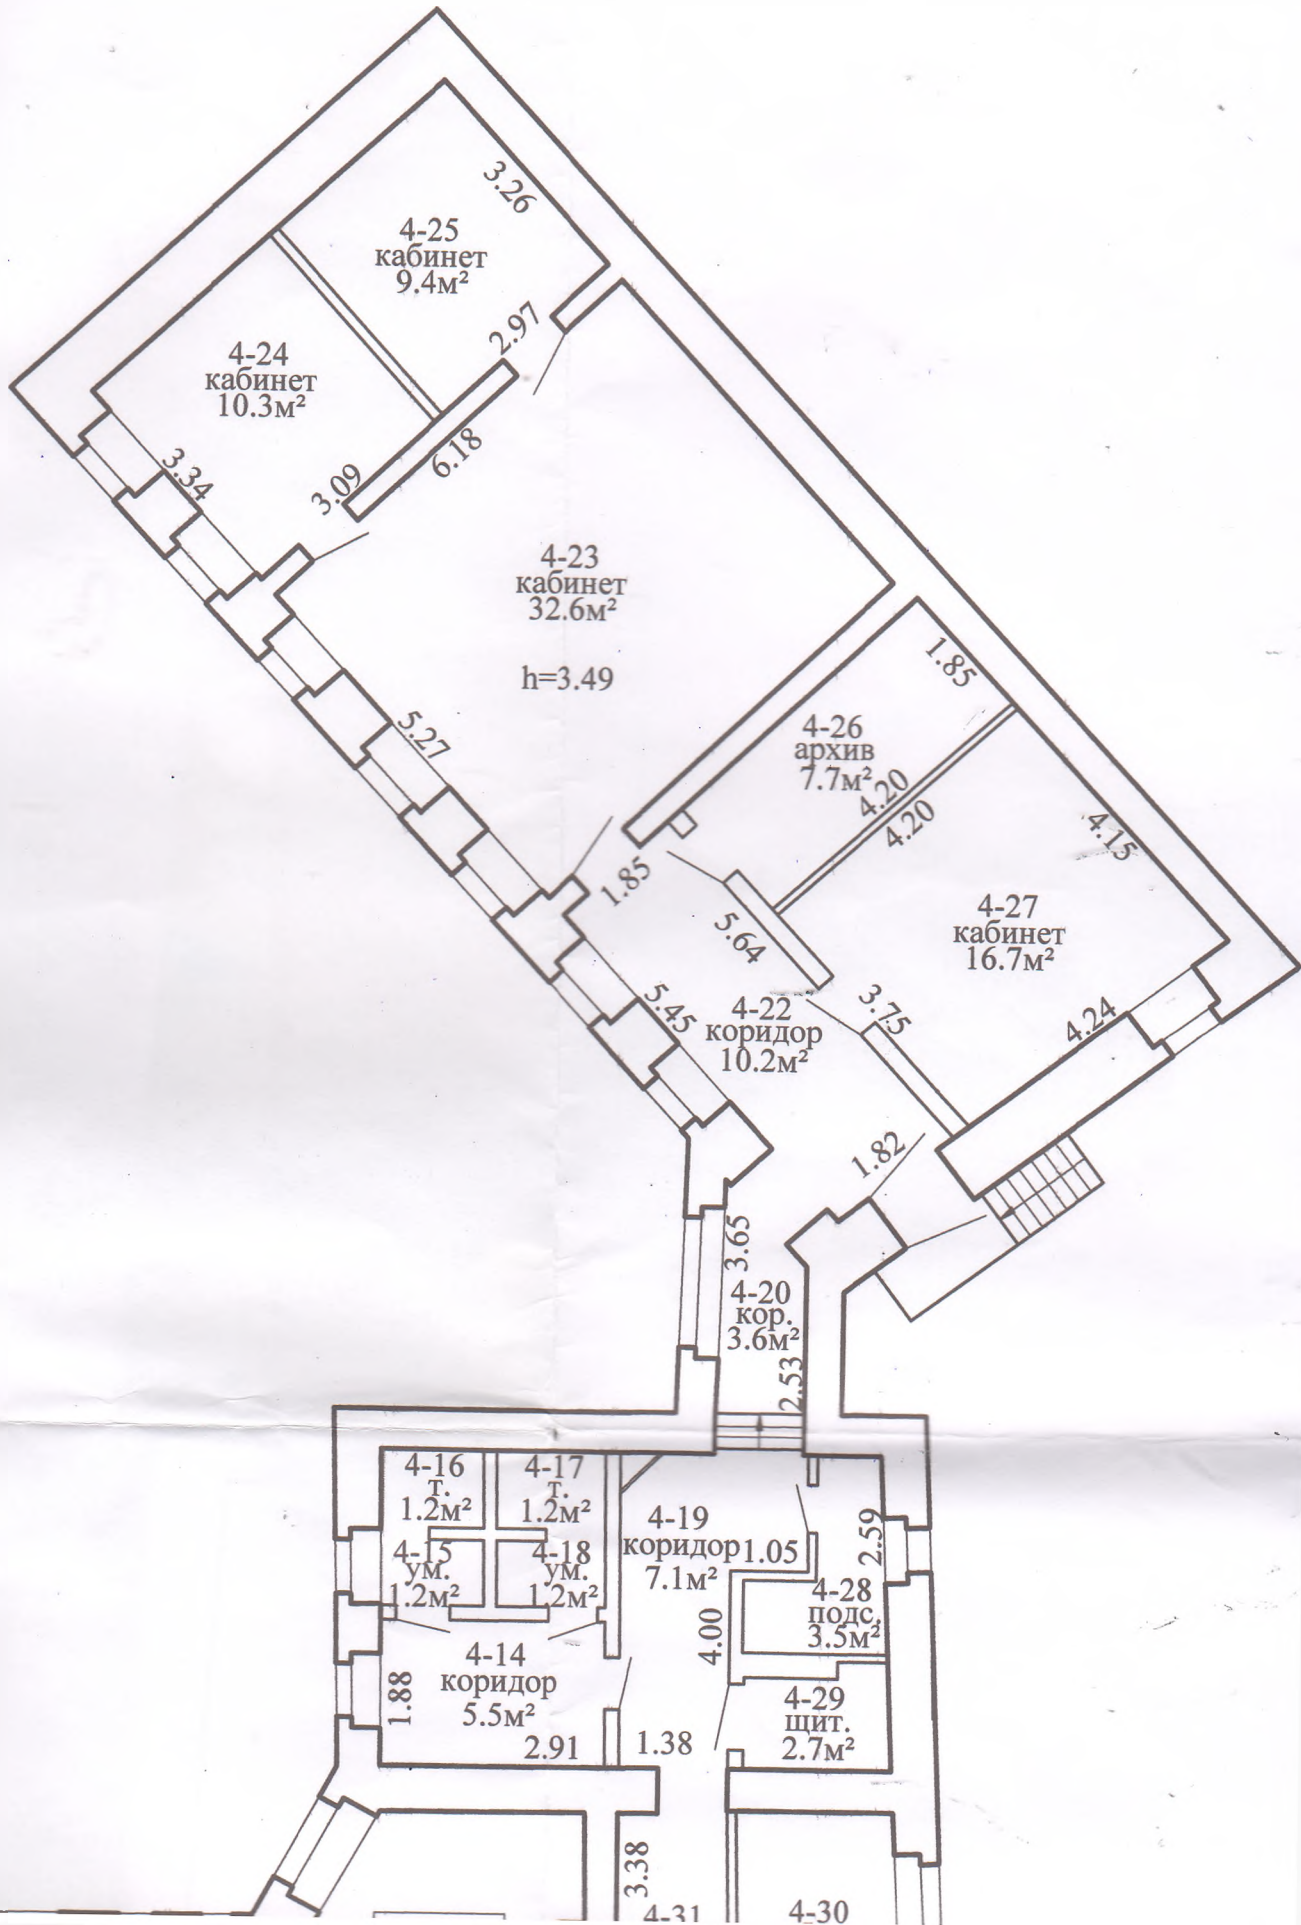 3.26
4-25
кабинет
9.4м²
2.97
4-24
кабинет
10.3м²
3.34
3.09
6.18
4-23
кабинет
32.6м²
h=3.49
5.27
1.85
4-26
архив
7.7м²
4.20
4.20
4.15
1.85
5.64
4-27
кабинет
16.7м²
5.45
3.75
4.24
4-22
коридор
10.2м²
1.82
3.65
4-20
кор.
3.6м²
2.53
4-16
т.
1.2м²
4-17
т.
1.2м²
4-15
ум.
1.2м²
4-18
ум.
1.2м²
4-19
коридор
7.1м²
1.05
2.59
4-28
подс.
3.5м²
4.00
4-14
коридор
5.5м²
1.88
2.91
1.38
4-29
щит.
2.7м²
3.38
4-31
4-30